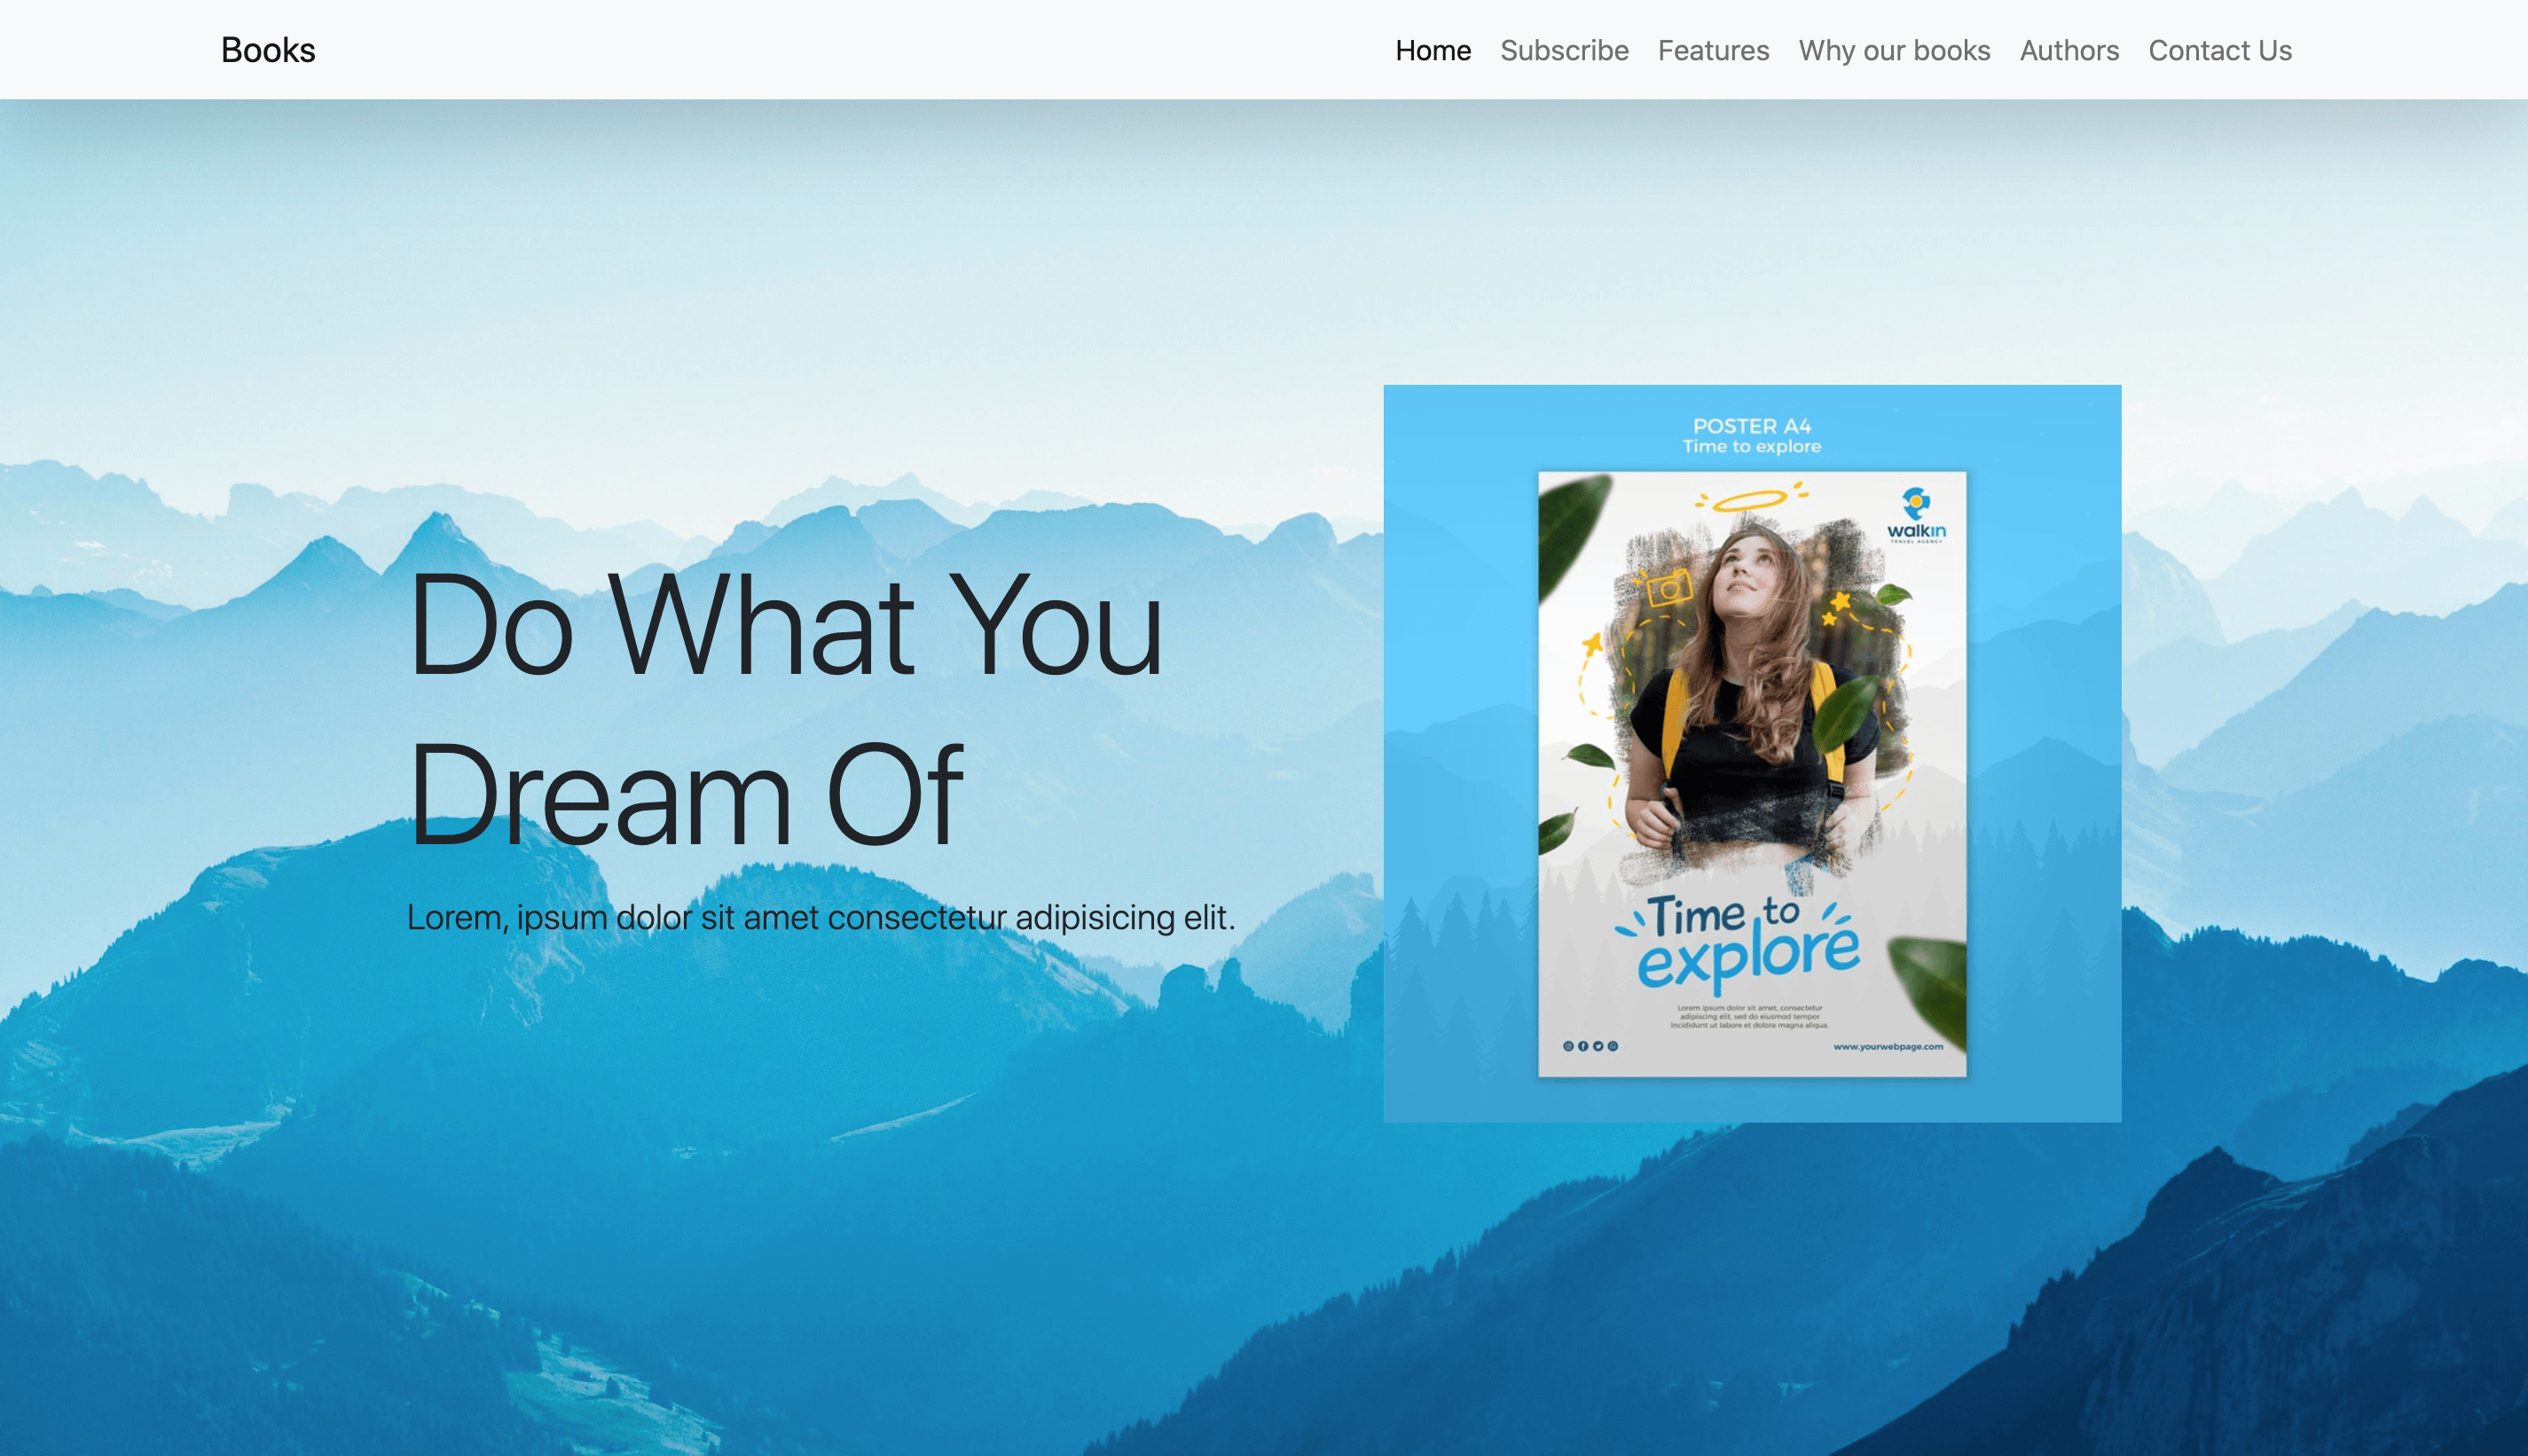 Books
Home Subscribe Features Why our books Authors Contact Us
Do What You
Dream Of
Lorem, ipsum dolor sit amet consectetur adipisicing elit.
POSTER A4
Time to explore
walkin
TRAVEL AGENCY
Time to
explore
Lorem ipsum dolor sit amet, consectetur
adipiscing elit, sed do eiusmod tempor
incididunt ut labore et dolore magna aliqua.
www.yourwebpage.com